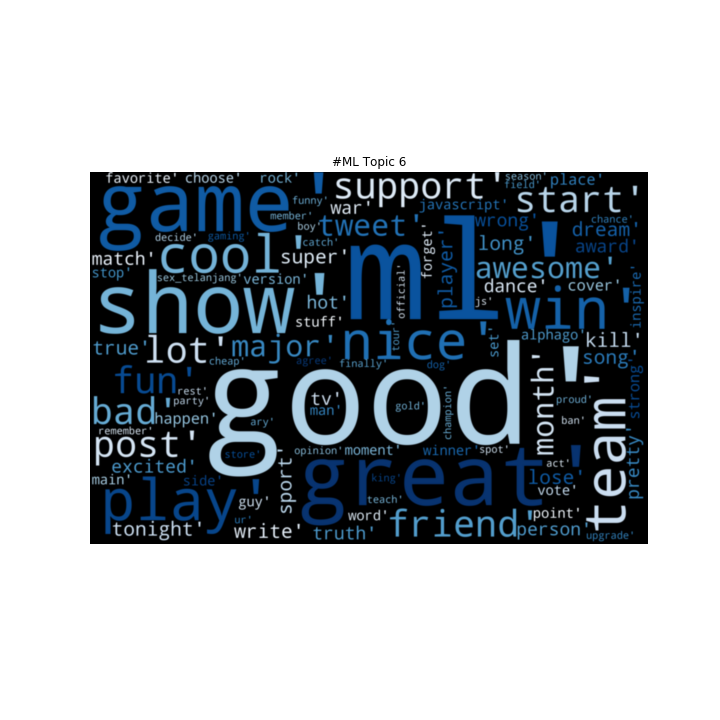 #ML Topic 6
favorite' choose' rock' season' place'
field'
game' funny' support' start'
war' javascript'
member' wrong' chance'
boy' tweet' dream'
decide' gaming' catch' long' award'
match' cool' super' forget' ml' player' awesome'
stop' sex_telanjang' version' official' dance' cover' inspire'
show' hot' js' win'
stuff' tour' set' alphago' kill'
true' lot' major' nice' song'
cheap' agree' finally' dog'
fun' good' month' strong'
rest' tv' gold' champion' proud'
party' man'
bad' happen' ary' ban' team'
remember'
post' store' opinion' moment' winner' spot' pretty'
excited' sport' great' act'
main' side' king' lose'
play' guy' teach' vote'
ur' word' point'
tonight' write' truth' friend' person' upgrade'